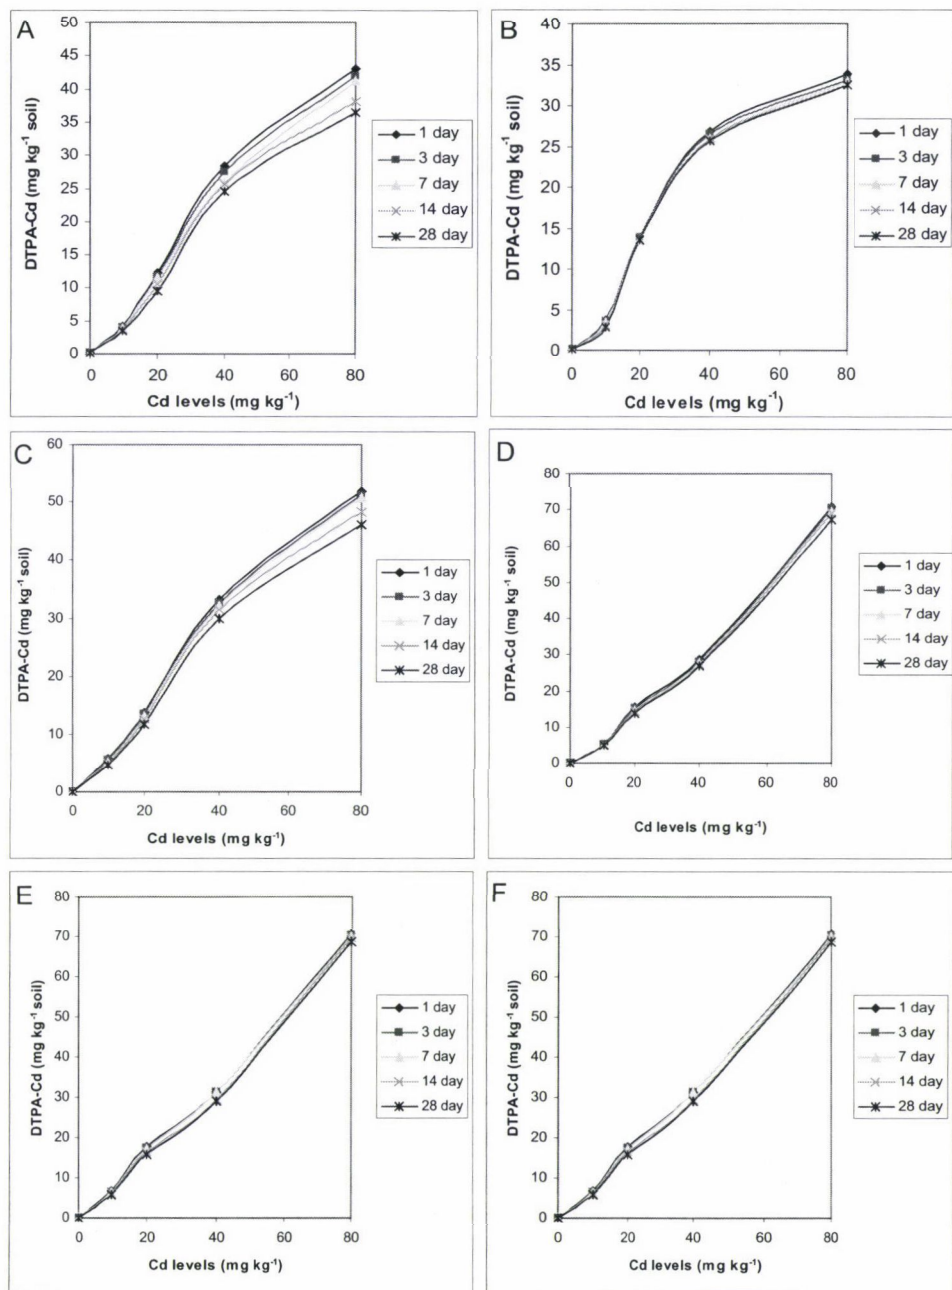 A
50
45
40
35
30
25
20
15
10
5
0
0 20 40 60 80
DTPA-Cd (mg kg⁻¹ soil)
Cd levels (mg kg⁻¹)
1 day
3 day
7 day
14 day
28 day
B
40
35
30
25
20
15
10
5
0
0 20 40 60 80
DTPA-Cd (mg kg⁻¹ soil)
Cd levels (mg kg⁻¹)
1 day
3 day
7 day
14 day
28 day
C
60
50
40
30
20
10
0
0 20 40 60 80
DTPA-Cd (mg kg⁻¹ soil)
Cd levels (mg kg⁻¹)
1 day
3 day
7 day
14 day
28 day
D
80
70
60
50
40
30
20
10
0
0 20 40 60 80
DTPA-Cd (mg kg⁻¹ soil)
Cd levels (mg kg⁻¹)
1 day
3 day
7 day
14 day
28 day
E
80
70
60
50
40
30
20
10
0
0 20 40 60 80
DTPA-Cd (mg kg⁻¹ soil)
Cd levels (mg kg⁻¹)
1 day
3 day
7 day
14 day
28 day
F
80
70
60
50
40
30
20
10
0
0 20 40 60 80
DTPA-Cd (mg kg⁻¹ soil)
Cd levels (mg kg⁻¹)
1 day
3 day
7 day
14 day
28 day